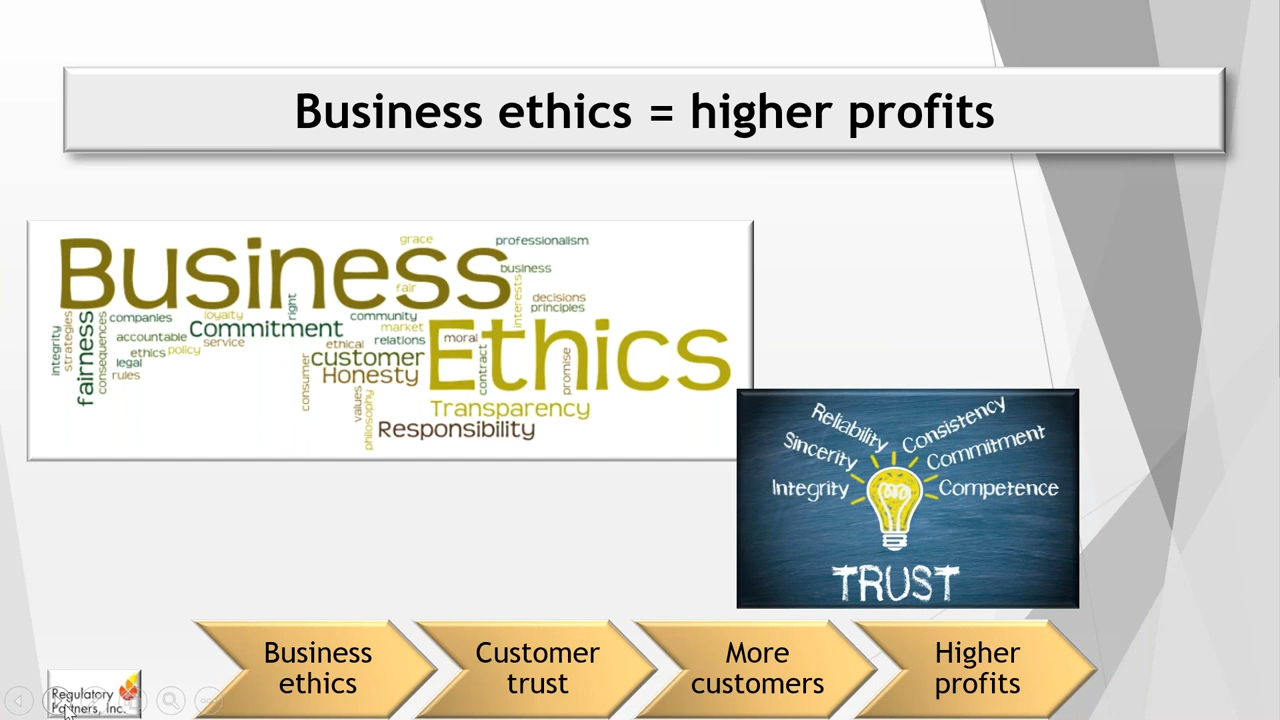 Business ethics = higher profits
grace
professionalism
Business
business
fair
interests
decisions
principles
right
integrity
strategies
fairness
consequences
companies
loyalty
Commitment
community
market
accountable
service
ethical
relations
moral
Ethics
ethics policy
legal
rules
consumer
customer
contract
promise
Honesty
values
philosophy
Transparency
Responsibility
Reliability
Consistency
Sincerity
Commitment
Integrity
Competence
TRUST
Business
ethics
Customer
trust
More
customers
Higher
profits
Regulatory
Partners, Inc.